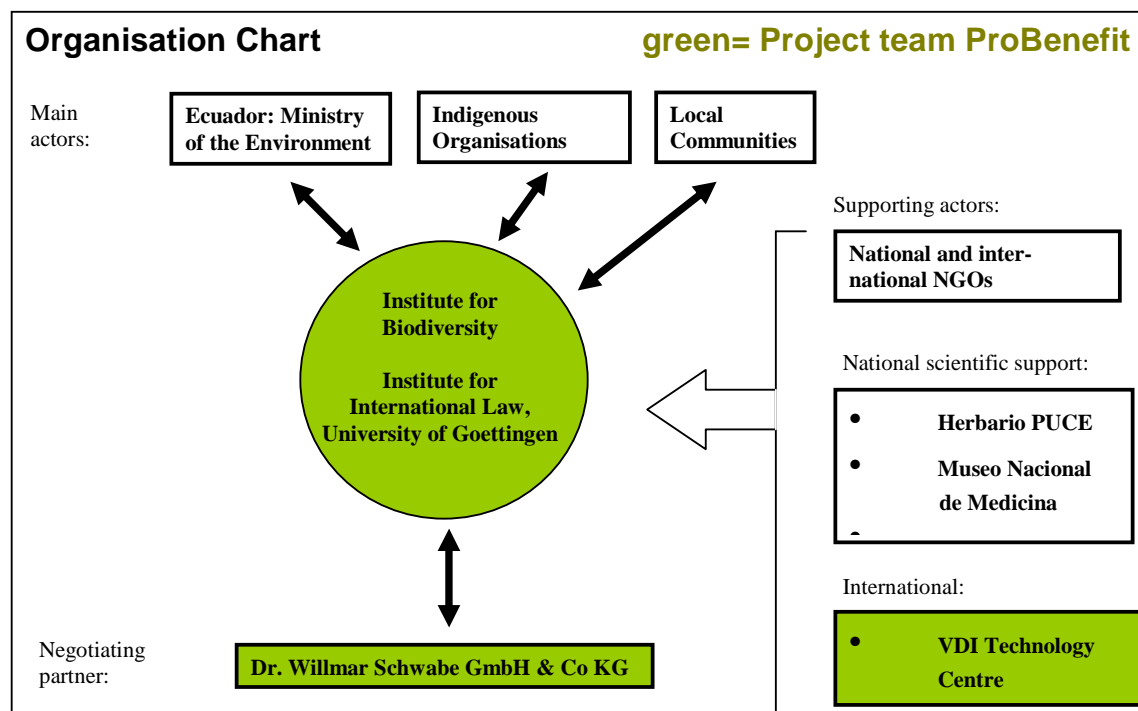 Organisation Chart
green= Project team ProBenefit
Main
actors:
Ecuador: Ministry
of the Environment
Indigenous
Organisations
Local
Communities
Institute for
Biodiversity
Institute for
International Law,
University of Goettingen
Supporting actors:
National and inter-
national NGOs
National scientific support:
• Herbario PUCE
• Museo Nacional
de Medicina
•
International:
• VDI Technology
Centre
Negotiating
partner:
Dr. Willmar Schwabe GmbH & Co KG